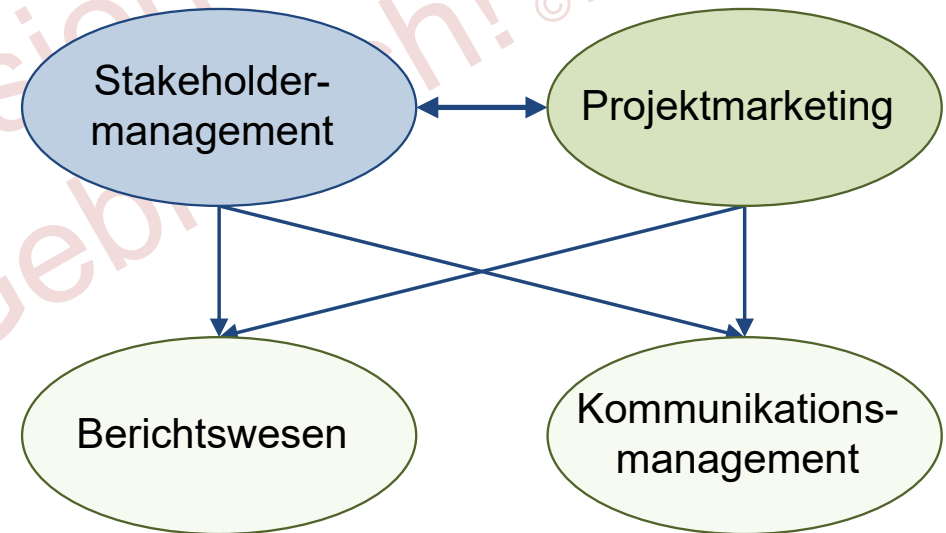 Stakeholder-
management
Projektmarketing
Berichtswesen
Kommunikations-
management
©